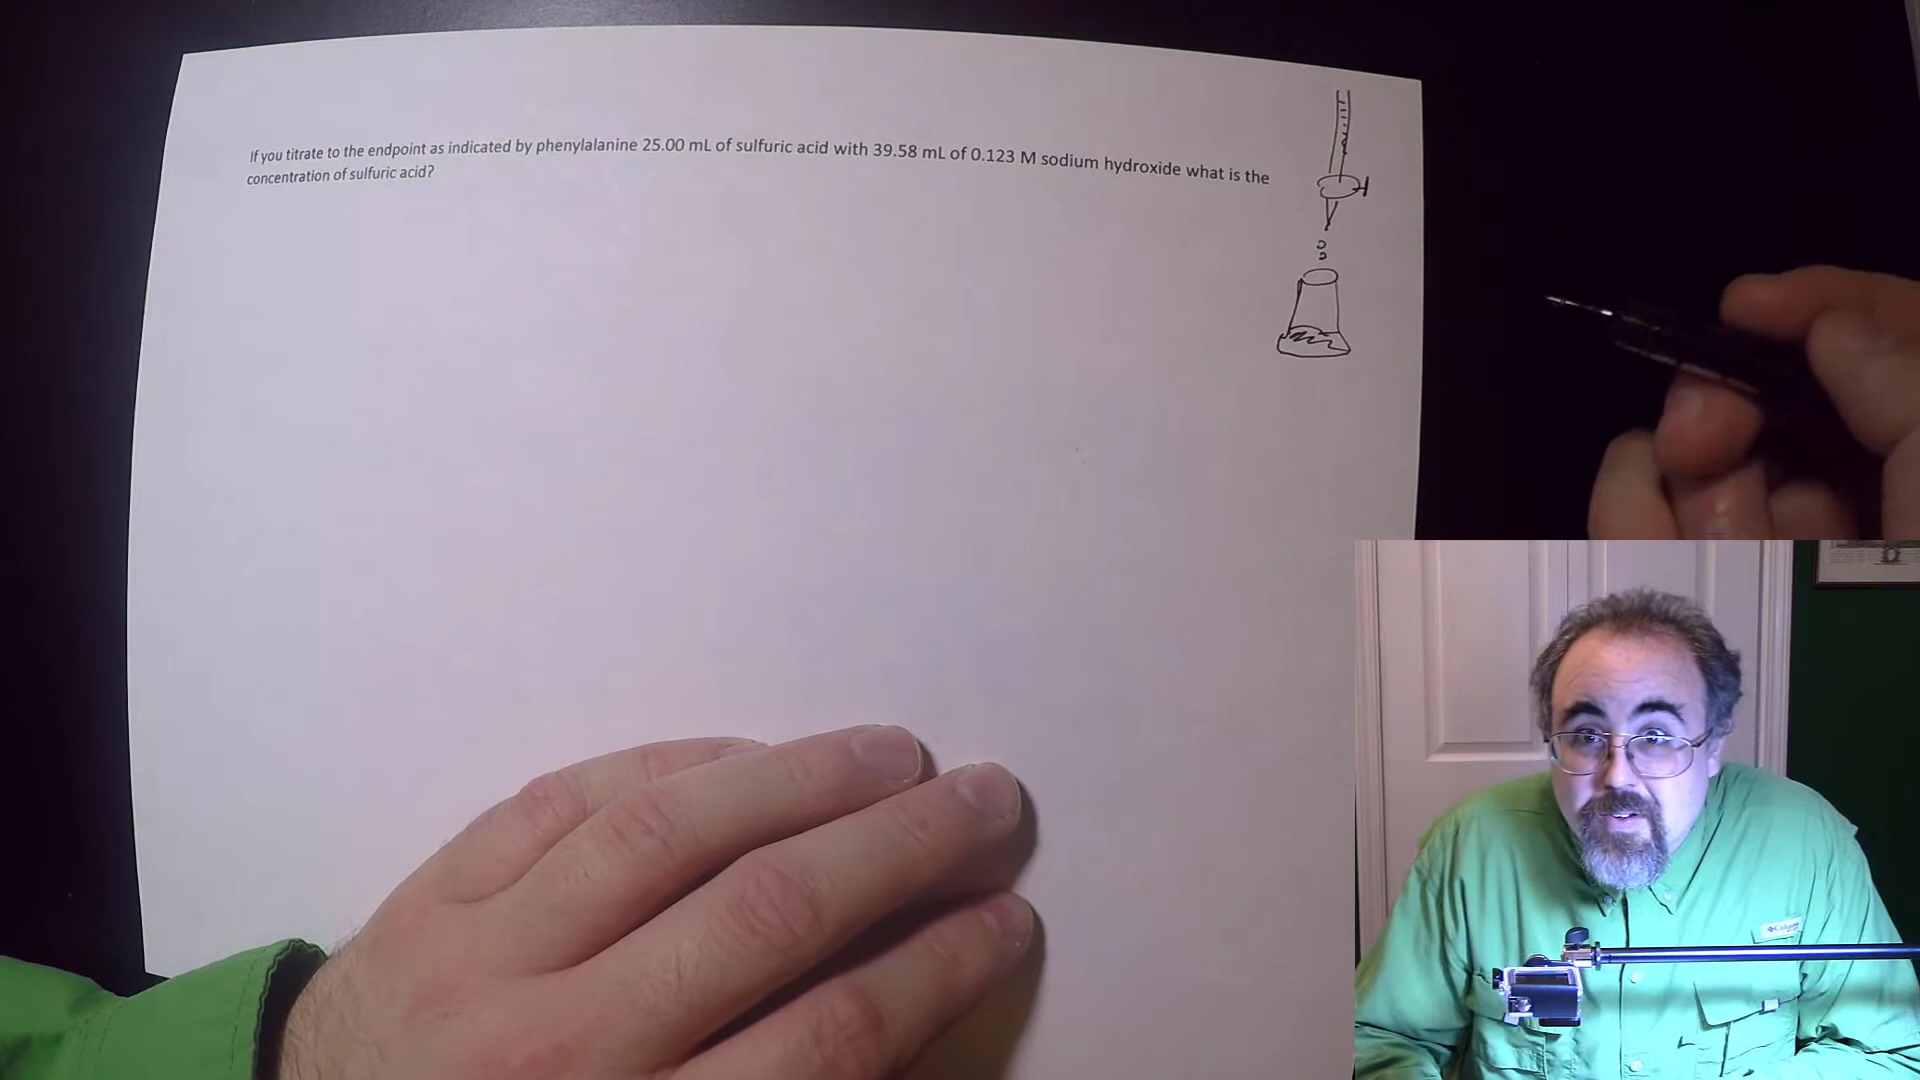 If you titrate to the endpoint as indicated by phenylalanine 25.00 mL of sulfuric acid with 39.58 mL of 0.123 M sodium hydroxide what is the
concentration of sulfuric acid?
Columbia